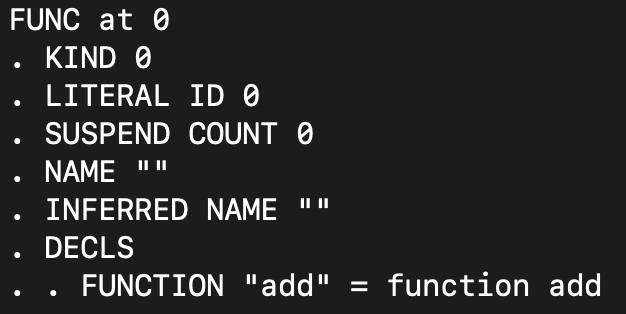 FUNC at 0
. KIND 0
. LITERAL ID 0
. SUSPEND COUNT 0
. NAME ""
. INFERRED NAME ""
. DECLS
. . FUNCTION "add" = function add